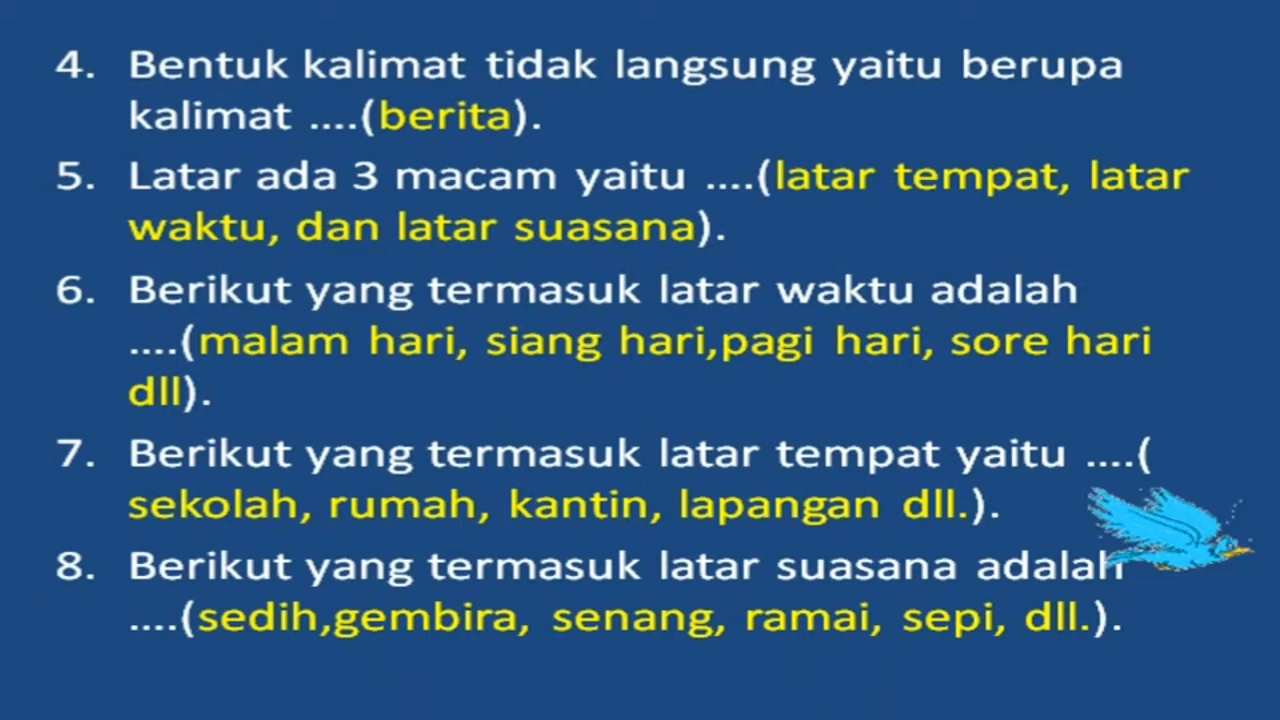 4. Bentuk kalimat tidak langsung yaitu berupa
kalimat ....(berita).
5. Latar ada 3 macam yaitu ....(latar tempat, latar
waktu, dan latar suasana).
6. Berikut yang termasuk latar waktu adalah
....(malam hari, siang hari,pagi hari, sore hari
dll).
7. Berikut yang termasuk latar tempat yaitu ....(
sekolah, rumah, kantin, lapangan dll.).
8. Berikut yang termasuk latar suasana adalah
....(sedih,gembira, senang, ramai, sepi, dll.).